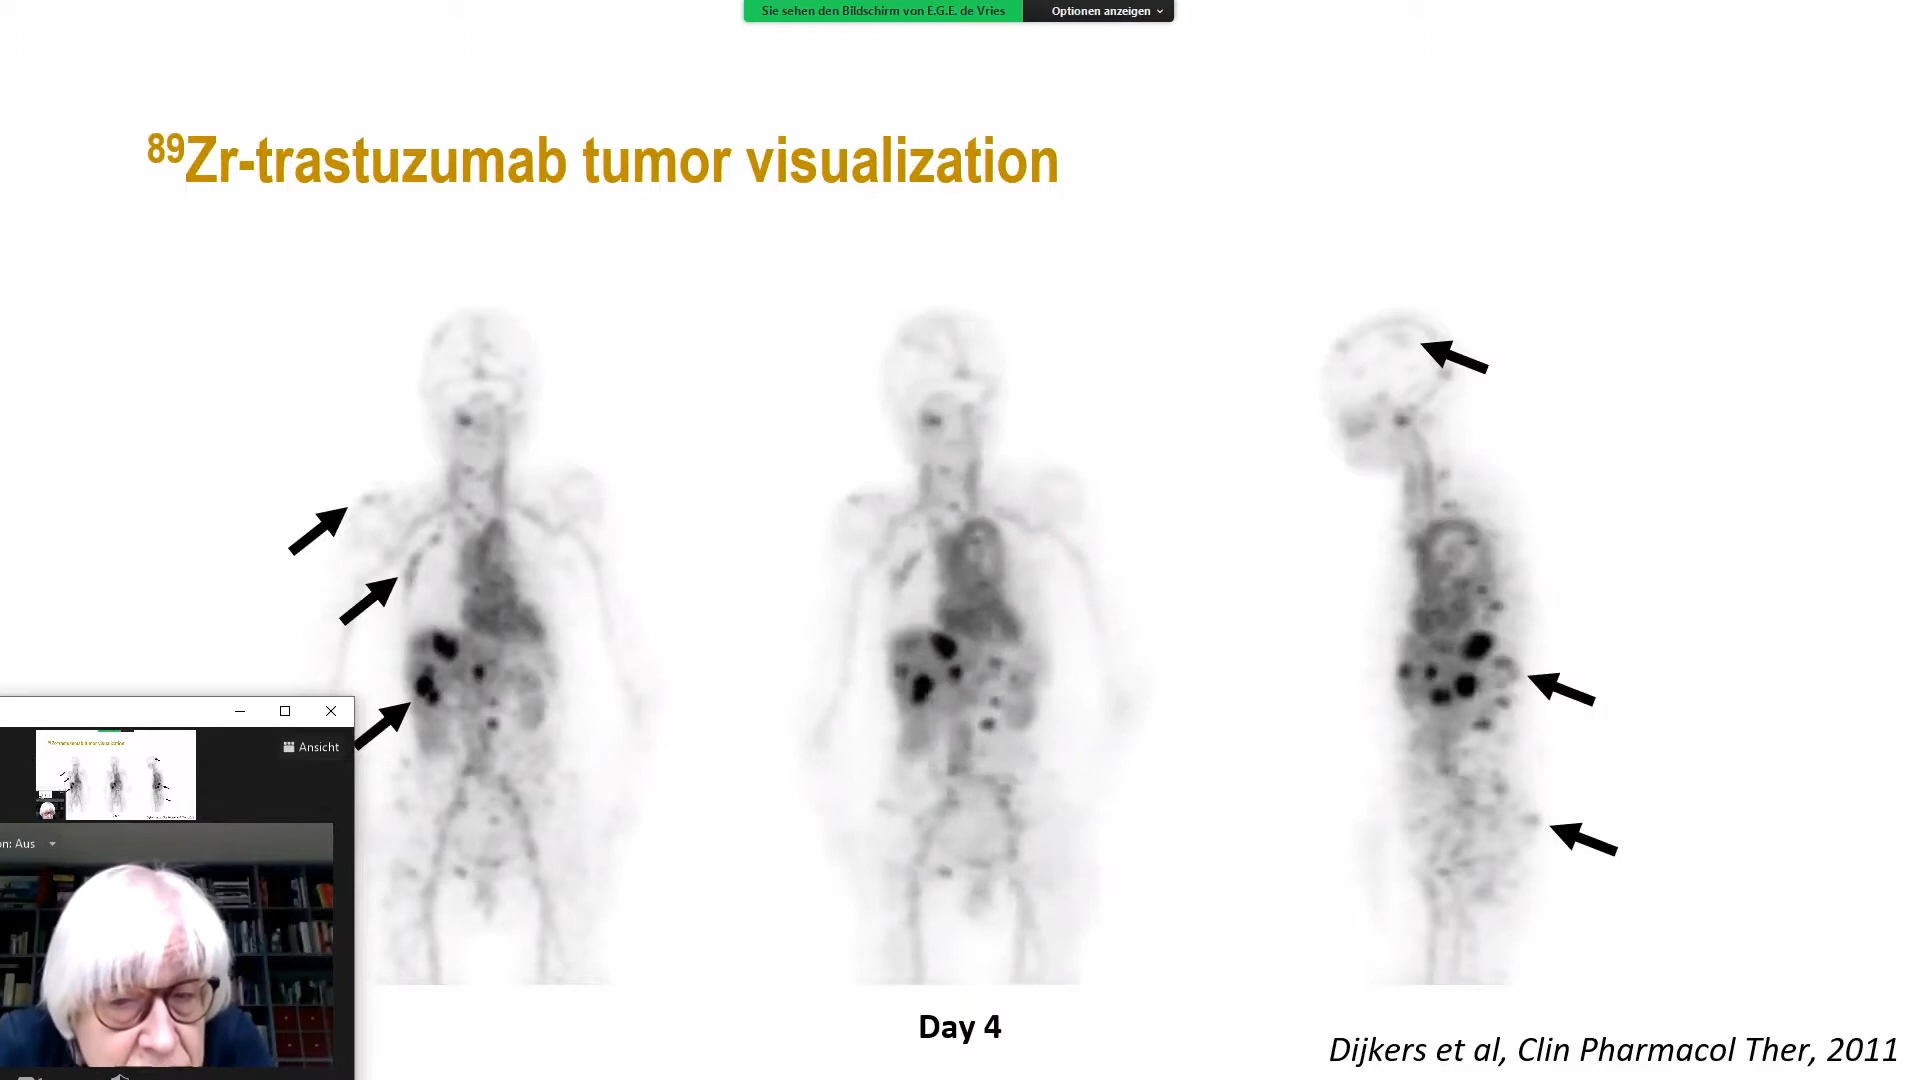 Sie sehen den Bildschirm von E.G.E. de Vries Optionen anzeigen
⁸⁹Zr-trastuzumab tumor visualization
Ansicht
on: Aus
Day 4
Dijkers et al, Clin Pharmacol Ther, 2011